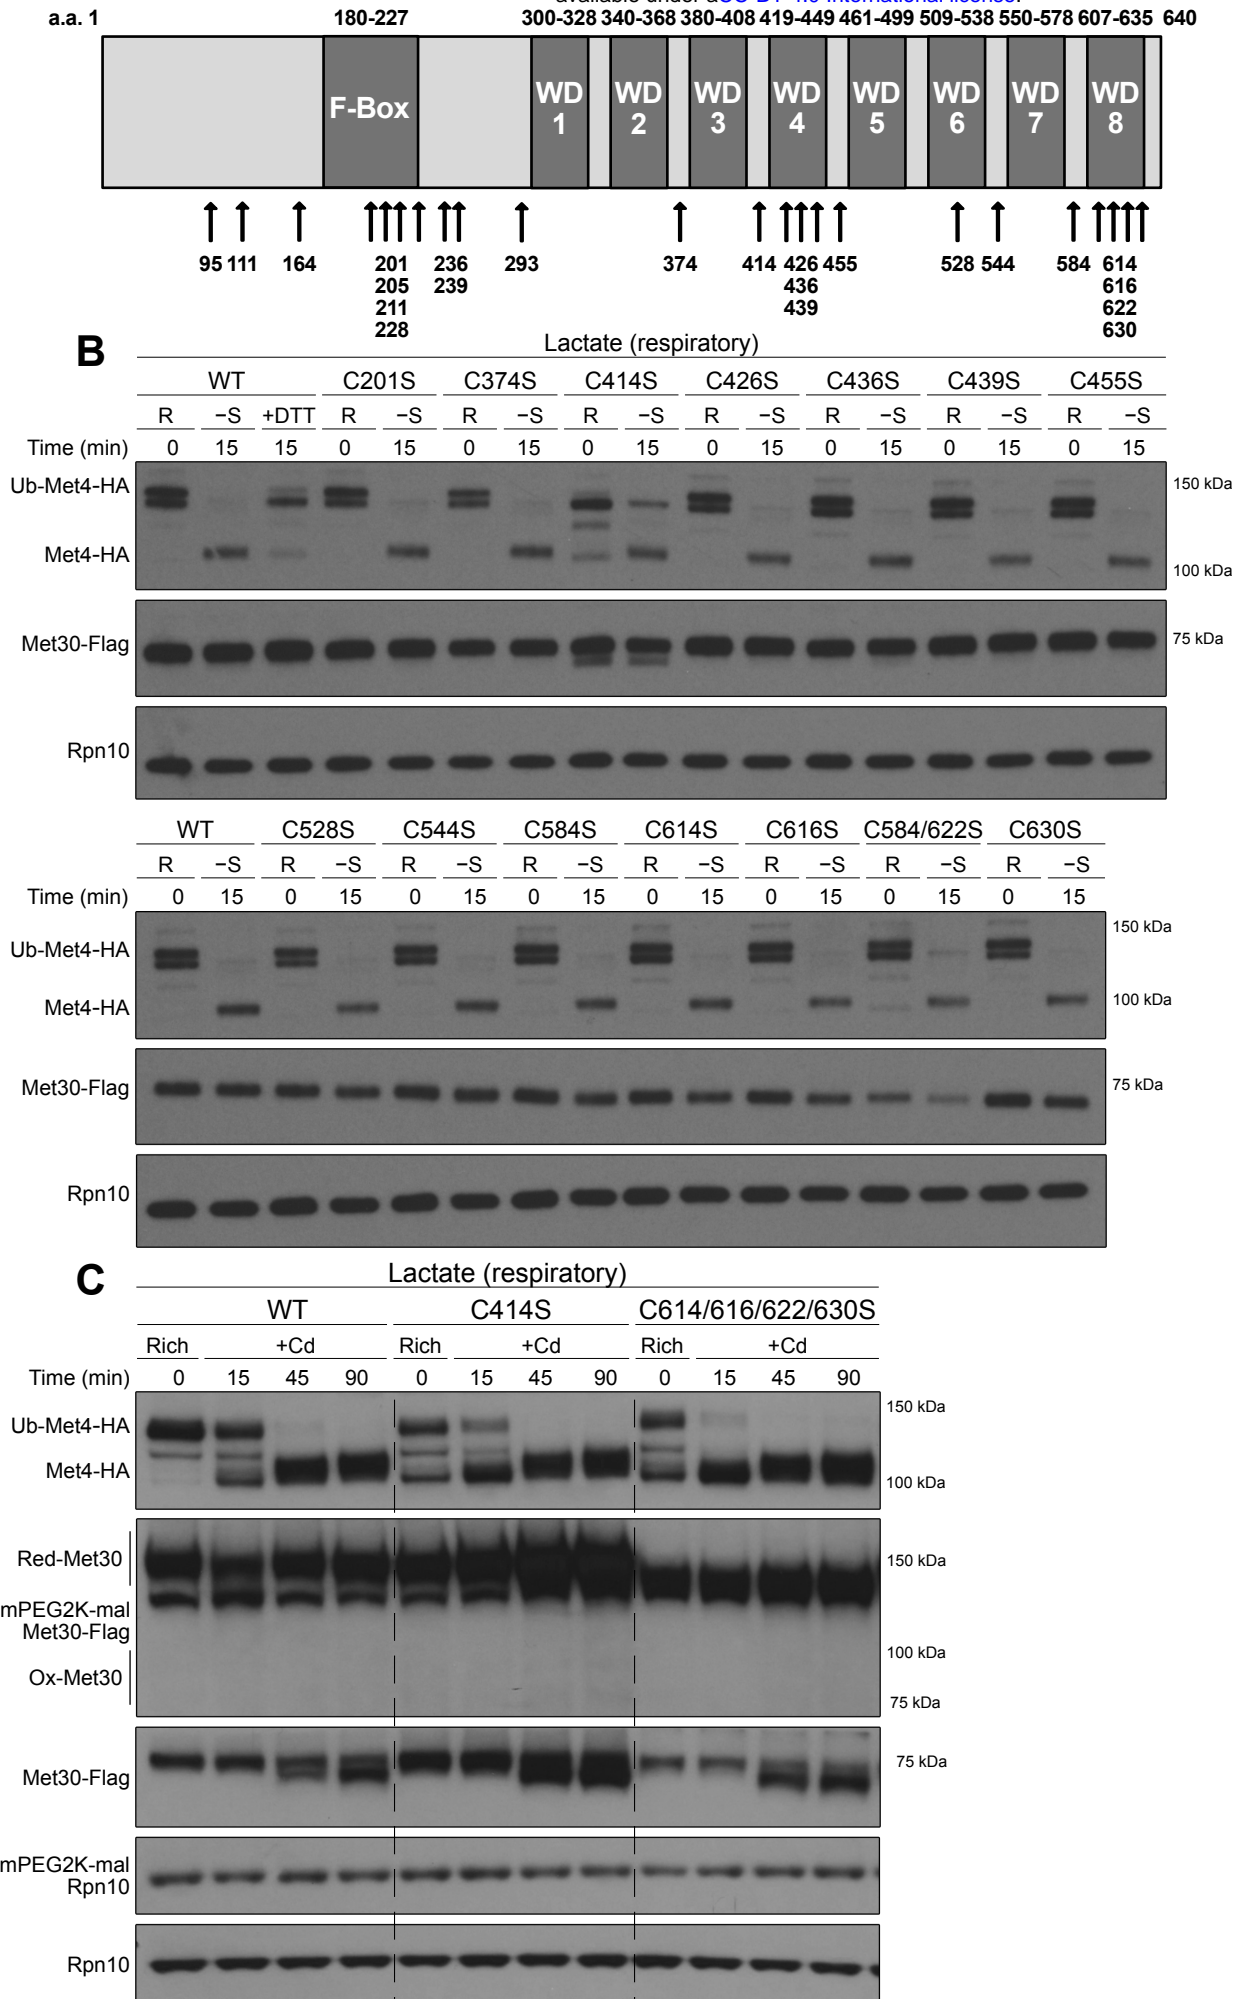 available under aCC-BY 4.0 International license.
a.a. 1 180-227 300-328 340-368 380-408 419-449 461-499 509-538 550-578 607-635 640
F-Box WD WD WD WD WD WD WD WD
1 2 3 4 5 6 7 8
95 111 164 201 236 293 374 414 426 455 528 544 584 614
205 239 436 616
211 439 622
228 630
B
Lactate (respiratory)
WT C201S C374S C414S C426S C436S C439S C455S
R −S +DTT R −S R −S R −S R −S R −S R −S R −S
Time (min) 0 15 15 0 15 0 15 0 15 0 15 0 15 0 15 0 15
Ub-Met4-HA 150 kDa
Met4-HA 100 kDa
Met30-Flag 75 kDa
Rpn10
WT C528S C544S C584S C614S C616S C584/622S C630S
R −S R −S R −S R −S R −S R −S R −S R −S
Time (min) 0 15 0 15 0 15 0 15 0 15 0 15 0 15 0 15
Ub-Met4-HA 150 kDa
Met4-HA 100 kDa
Met30-Flag 75 kDa
Rpn10
C
Lactate (respiratory)
WT C414S C614/616/622/630S
Rich +Cd Rich +Cd Rich +Cd
Time (min) 0 15 45 90 0 15 45 90 0 15 45 90
Ub-Met4-HA 150 kDa
Met4-HA 100 kDa
Red-Met30 150 kDa
mPEG2K-mal
Met30-Flag
100 kDa
Ox-Met30
75 kDa
Met30-Flag 75 kDa
mPEG2K-mal
Rpn10
Rpn10